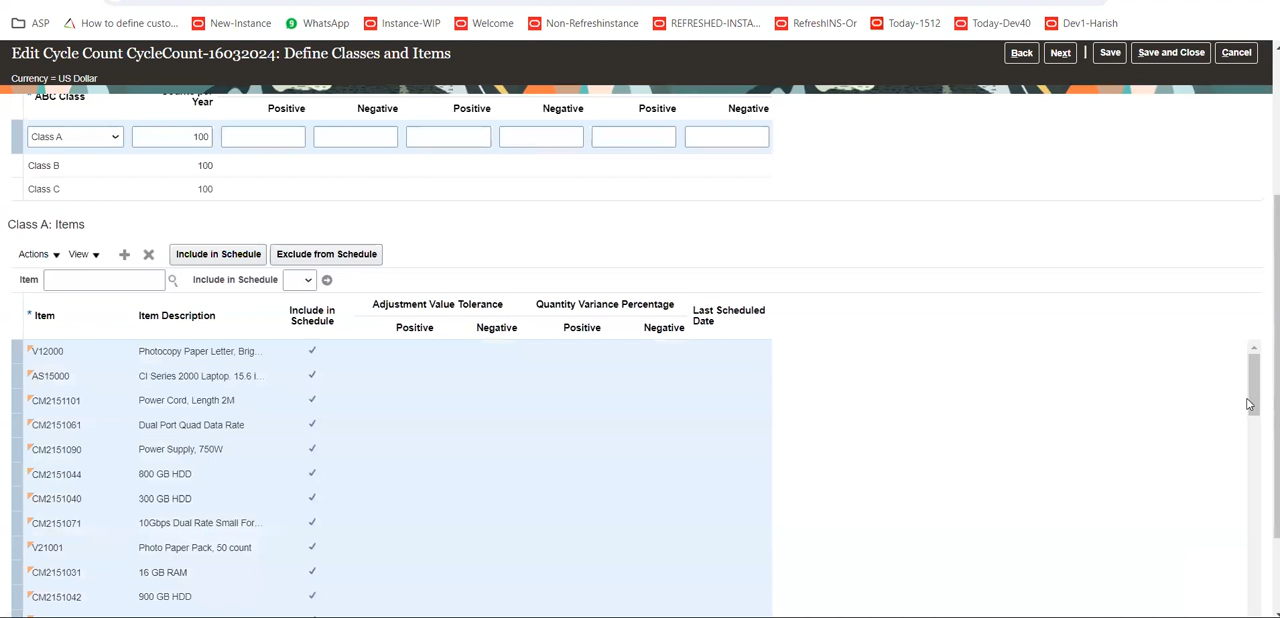 ASP How to define custo... New-Instance WhatsApp Instance-WIP Welcome Non-Refreshinstance REFRESHED-INSTA... RefreshINS-Or Today-1512 Today-Dev40 Dev1-Harish
Edit Cycle Count CycleCount-16032024: Define Classes and Items Back Next Save Save and Close Cancel
Currency = US Dollar
* ABC Class
Year Positive Negative Positive Negative Positive Negative
Class A 100
Class B 100
Class C 100
Class A: Items
Actions View Include in Schedule Exclude from Schedule
Item Include in Schedule
* Item Item Description Include in Schedule Adjustment Value Tolerance Quantity Variance Percentage Last Scheduled Date
Positive Negative Positive Negative
V12000 Photocopy Paper Letter, Brig...
AS15000 CI Series 2000 Laptop. 15.6 i...
CM2151101 Power Cord, Length 2M
CM2151061 Dual Port Quad Data Rate
CM2151090 Power Supply, 750W
CM2151044 800 GB HDD
CM2151040 300 GB HDD
CM2151071 10Gbps Dual Rate Small For...
V21001 Photo Paper Pack, 50 count
CM2151031 16 GB RAM
CM2151042 900 GB HDD